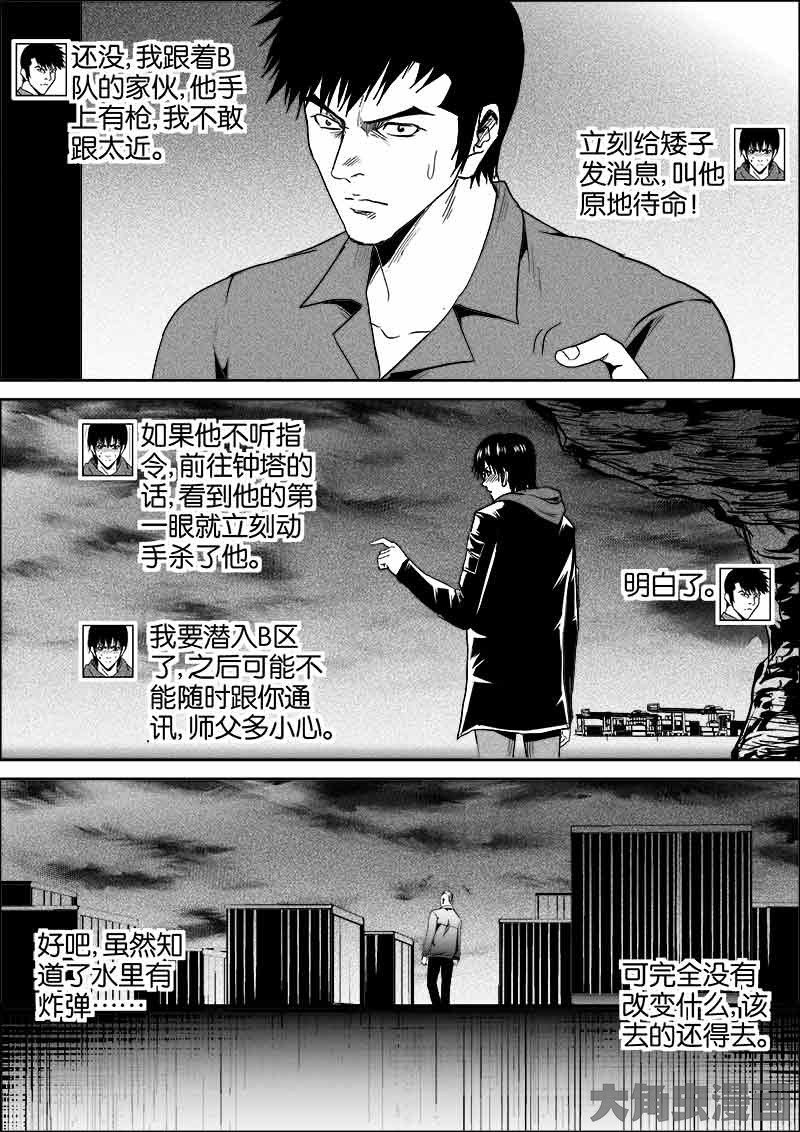 还没,我跟着B
队的家伙,他手
上有枪,我不敢
跟太近。
立刻给矮子
发消息,叫他
原地待命!
如果他不听指
令,前往钟塔的
话,看到他的第
一眼就立刻动
手杀了他。
明白了。
我要潜入B区
了,之后可能不
能随时跟你通
讯,师父多小心。
好吧,虽然知
道了水里有
炸弹……
可完全没有
改变什么,该
去的还得去。
大角虫漫画